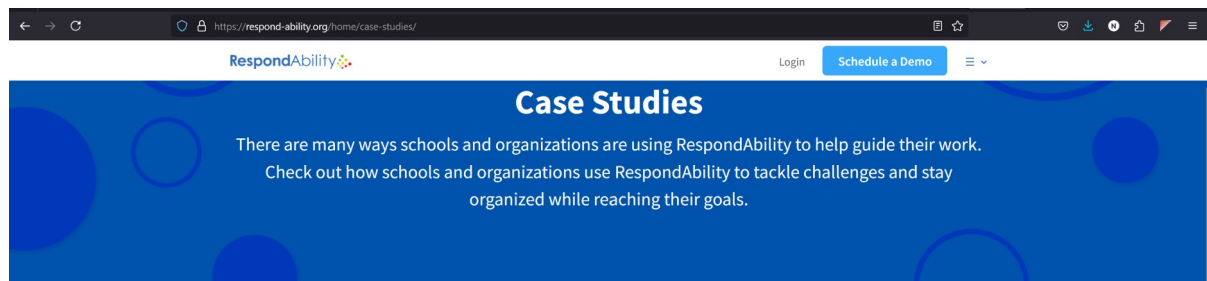 https://respond-ability.org/home/case-studies/
N
RespondAbility
Login
Schedule a Demo
Case Studies
There are many ways schools and organizations are using RespondAbility to help guide their work.
Check out how schools and organizations use RespondAbility to tackle challenges and stay
organized while reaching their goals.